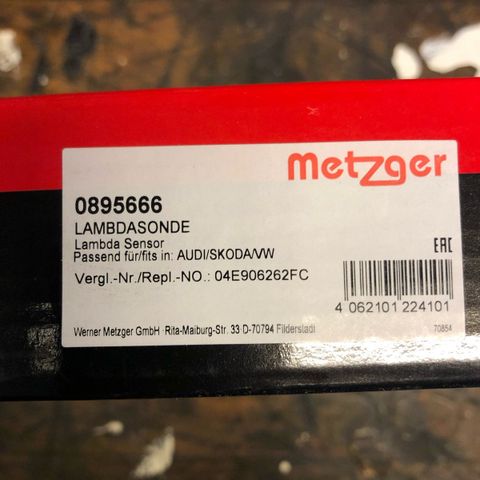 metzger
0895666
LAMBDASONDE
Lambda Sensor
Passend für/fits in: AUDI/SKODA/VW
EAC
Vergl.-Nr./Repl.-NO.: 04E906262FC
4 062101 224101
Werner Metzger GmbH · Rita-Maiburg-Str. 33 D-70794 Filderstadt
70854